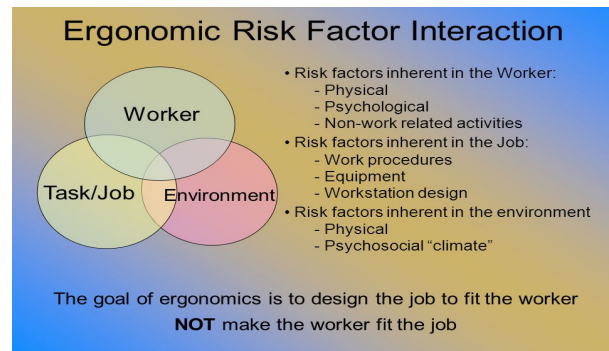 Ergonomic Risk Factor Interaction
Worker
Task/Job
Environment
• Risk factors inherent in the Worker:
- Physical
- Psychological
- Non-work related activities
• Risk factors inherent in the Job:
- Work procedures
- Equipment
- Workstation design
• Risk factors inherent in the environment
- Physical
- Psychosocial “climate”
The goal of ergonomics is to design the job to fit the worker
NOT make the worker fit the job